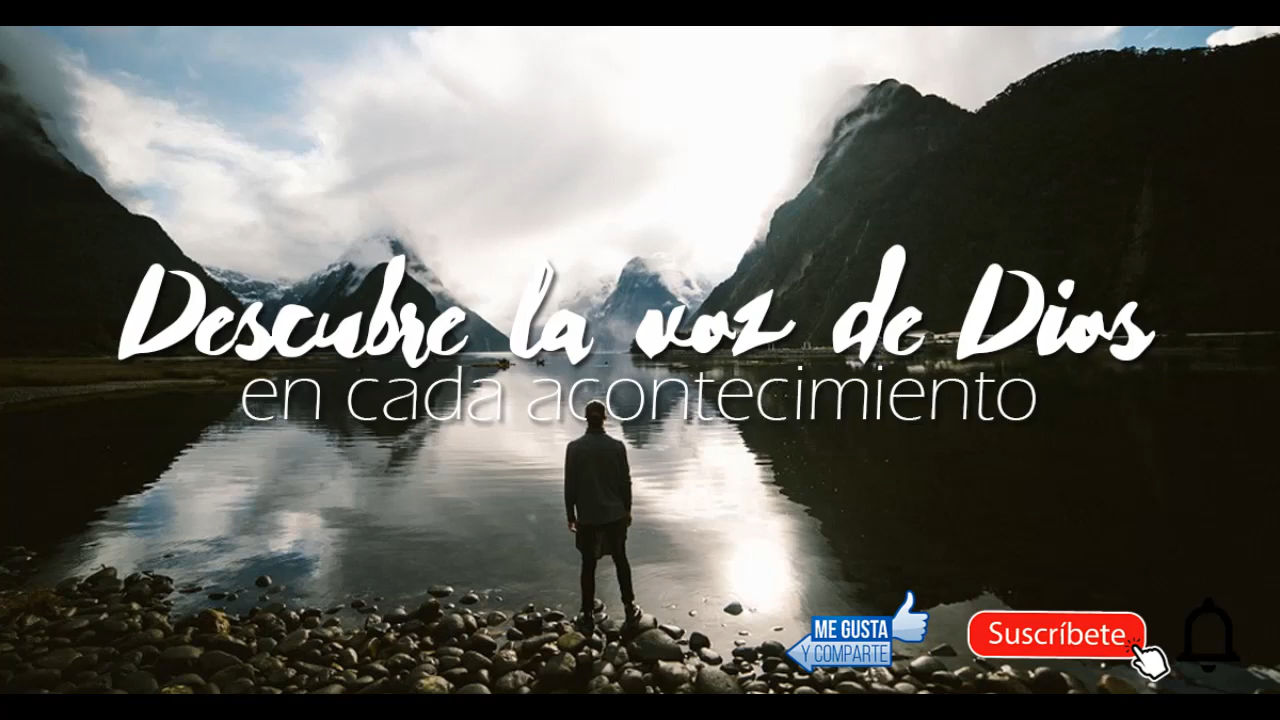 Descubre la voz de Dios
en cada acontecimiento
ME GUSTA
Y COMPARTE
Suscríbete